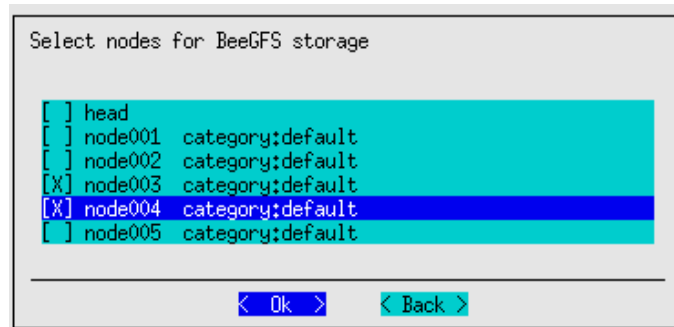 Select nodes for BeeGFS storage
[ ] head
[ ] node001 category:default
[ ] node002 category:default
[X] node003 category:default
[X] node004 category:default
[ ] node005 category:default
< Ok > < Back >